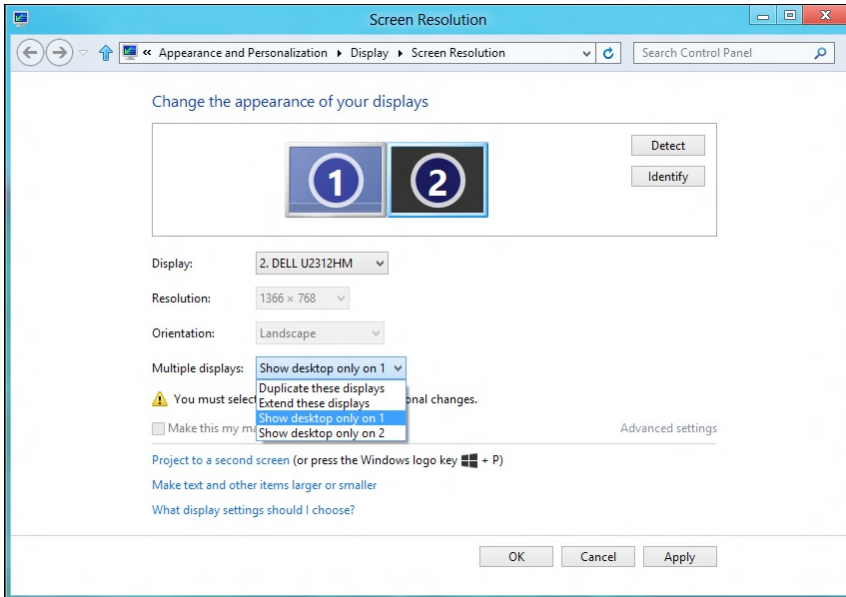 Screen Resolution
« Appearance and Personalization Display Screen Resolution Search Control Panel
Change the appearance of your displays
1 2
Detect
Identify
Display: 2. DELL U2312HM
Resolution: 1366 × 768
Orientation: Landscape
Multiple displays: Show desktop only on 1
Duplicate these displays
You must select onal changes.
Extend these displays
Show desktop only on 1
Make this my Advanced settings
Show desktop only on 2
Project to a second screen (or press the Windows logo key + P)
Make text and other items larger or smaller
What display settings should I choose?
OK Cancel Apply